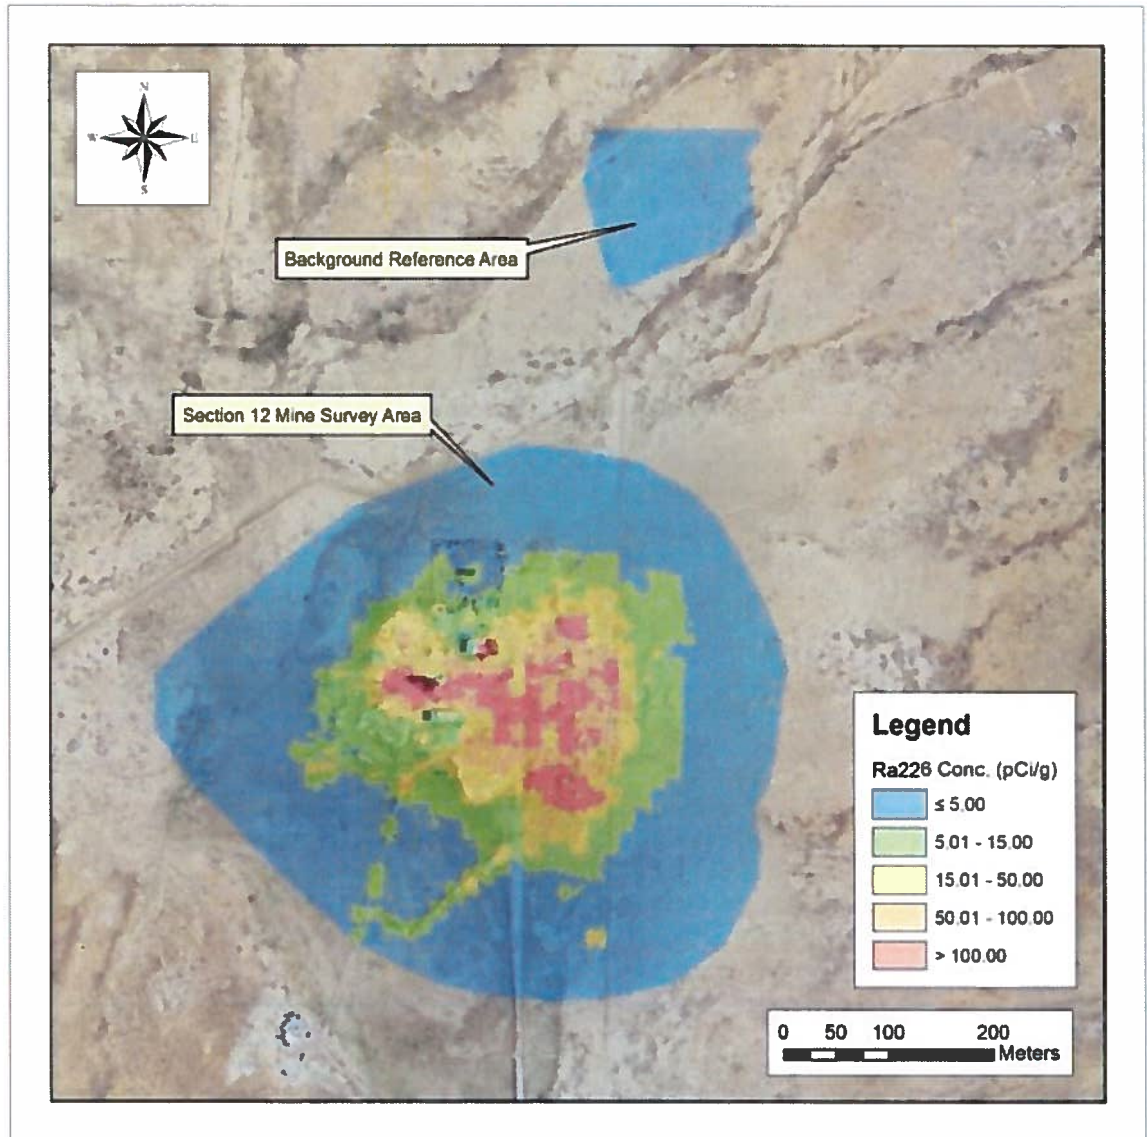 N
W E
S
Background Reference Area
Section 12 Mine Survey Area
Legend
Ra226 Conc. (pCi/g)
≤ 5.00
5.01 - 15.00
15.01 - 50.00
50.01 - 100.00
> 100.00
0 50 100 200
Meters